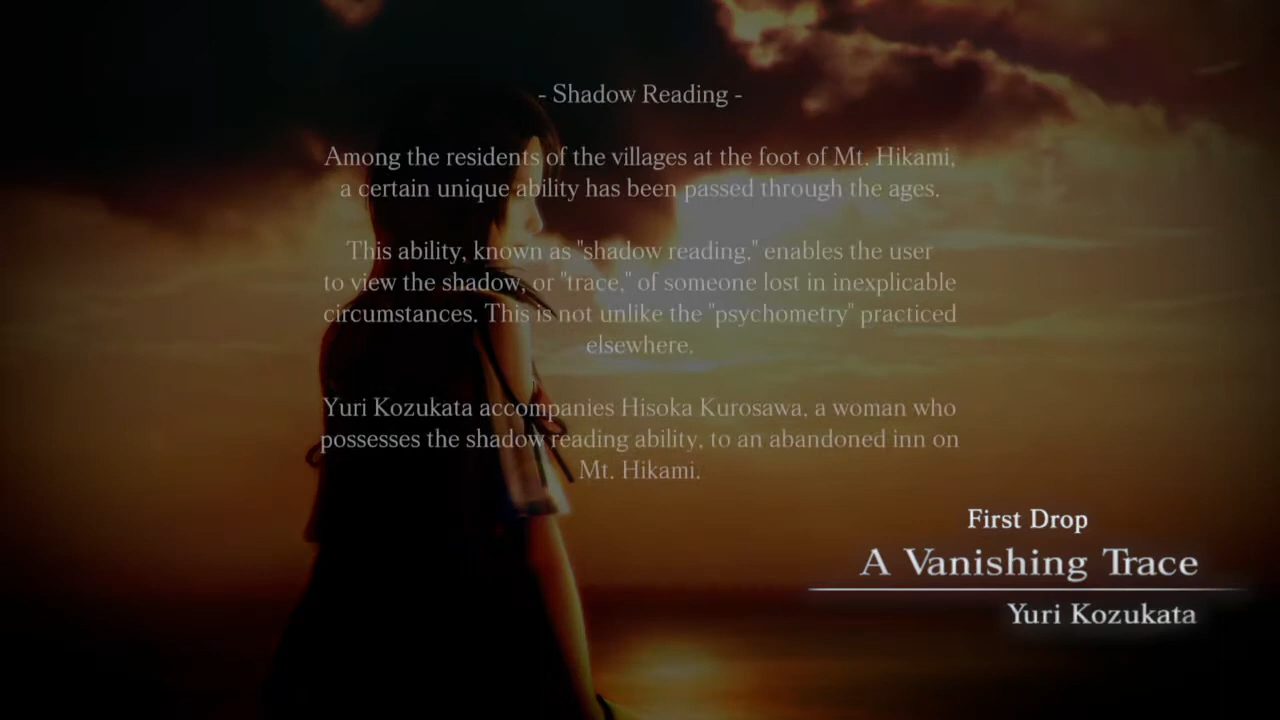 - Shadow Reading -
Among the residents of the villages at the foot of Mt. Hikami,
a certain unique ability has been passed through the ages.
This ability, known as "shadow reading," enables the user
to view the shadow, or "trace," of someone lost in inexplicable
circumstances. This is not unlike the "psychometry" practiced
elsewhere.
Yuri Kozukata accompanies Hisoka Kurosawa, a woman who
possesses the shadow reading ability, to an abandoned inn on
Mt. Hikami.
First Drop
A Vanishing Trace
Yuri Kozukata